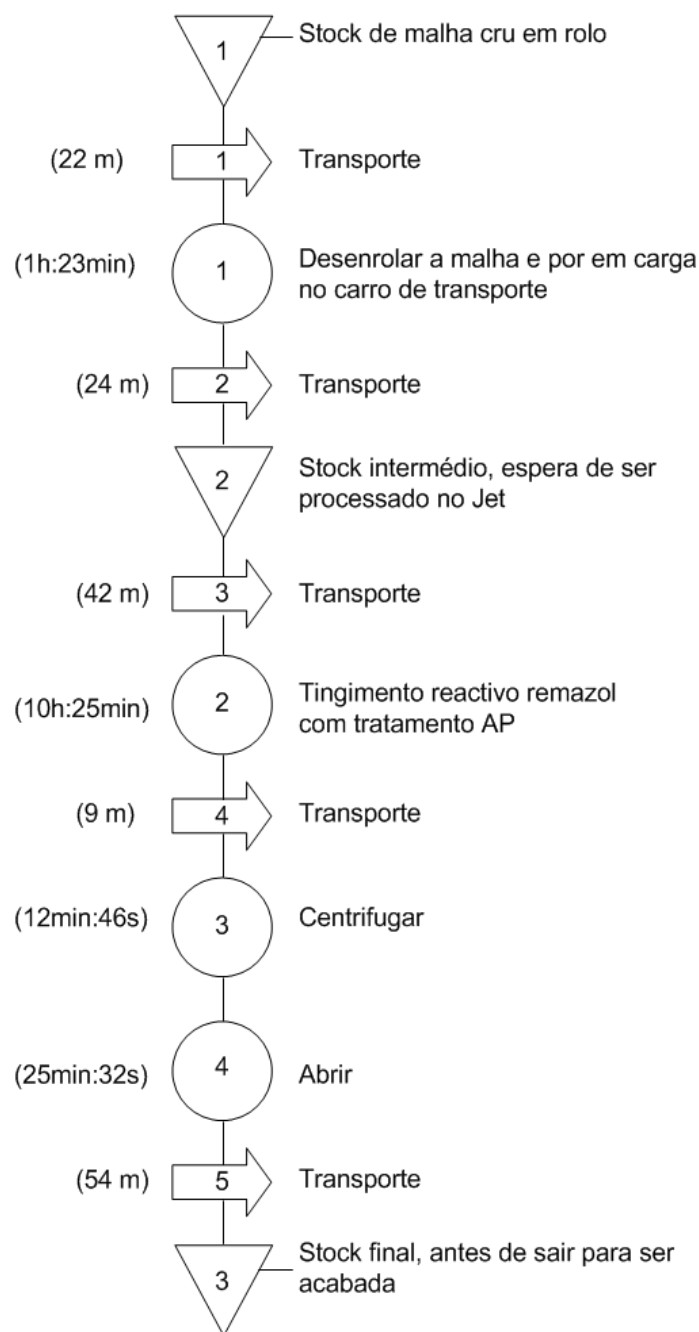 1
Stock de malha cru em rolo
(22 m)
1
Transporte
(1h:23min)
1
Desenrolar a malha e por em carga
no carro de transporte
(24 m)
2
Transporte
2
Stock intermédio, espera de ser
processado no Jet
(42 m)
3
Transporte
(10h:25min)
2
Tingimento reactivo remazol
com tratamento AP
(9 m)
4
Transporte
(12min:46s)
3
Centrifugar
(25min:32s)
4
Abrir
(54 m)
5
Transporte
3
Stock final, antes de sair para ser
acabada